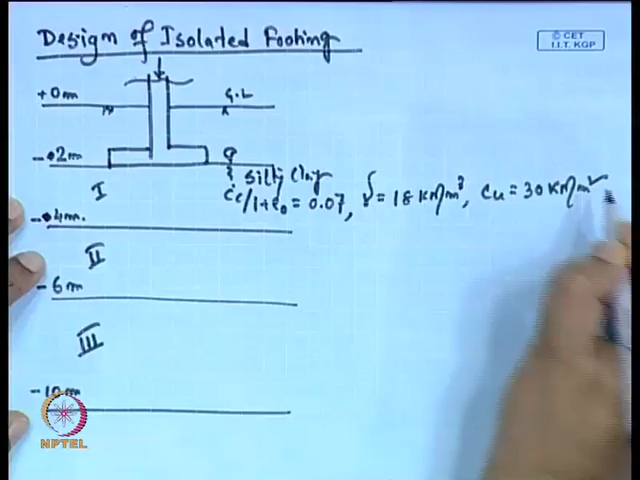 Design of Isolated Footing
© CET
I.I.T. KGP
+0m
G.L
-2m
I
Silty Clay
Cc/1+e0 = 0.07, γ = 18 KN/m³, Cu = 30 KN/m²
-4m.
II
-6m
III
-10m
NPTEL